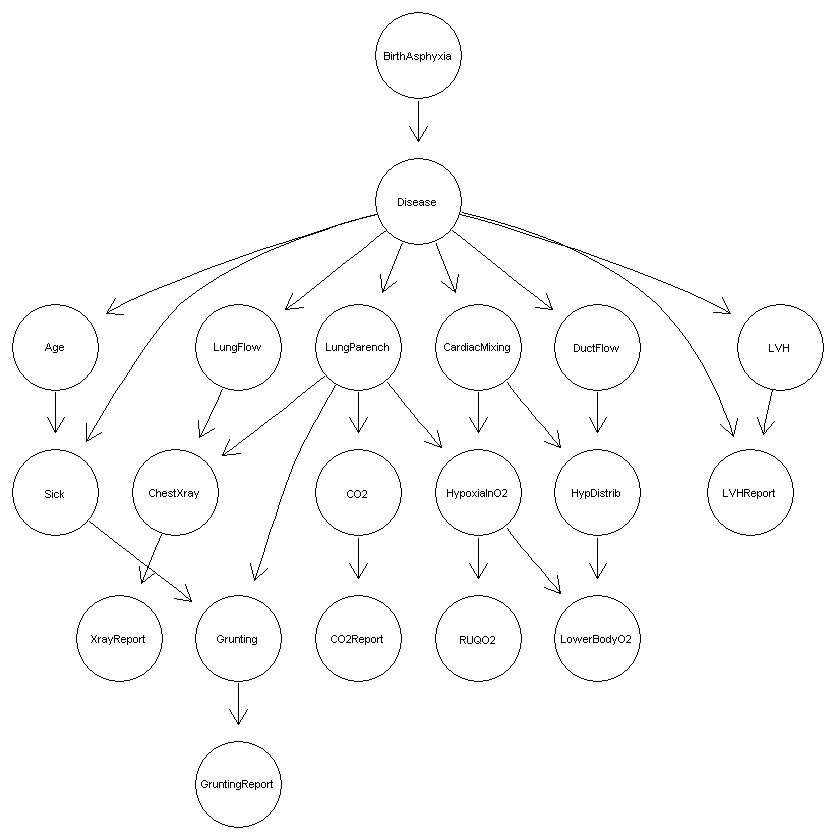 BirthAsphyxia
Disease
Age
LungFlow
LungParench
CardiacMixing
DuctFlow
LVH
Sick
ChestXray
CO2
HypoxiaInO2
HypDistrib
LVHReport
XrayReport
Grunting
CO2Report
RUQO2
LowerBodyO2
GruntingReport